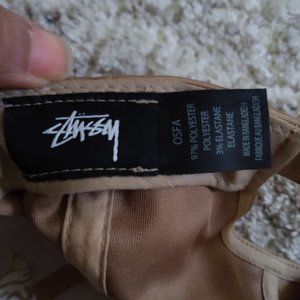 Stüssy
OSFA
97% POLYESTER
POLYESTER
3% ELASTANE
ELASTANE
MADE IN BANGLADESH
FABRIQUE AU BANGLADESH